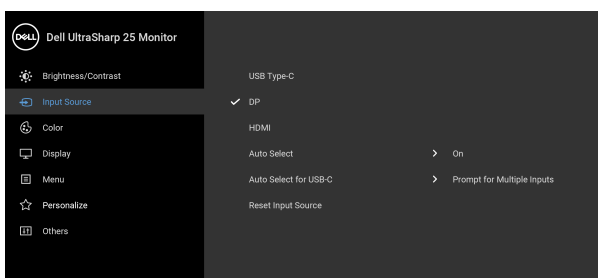 DELL Dell UltraSharp 25 Monitor
Brightness/Contrast USB Type-C
Input Source DP
Color HDMI
Display Auto Select On
Menu Auto Select for USB-C Prompt for Multiple Inputs
Personalize Reset Input Source
Others